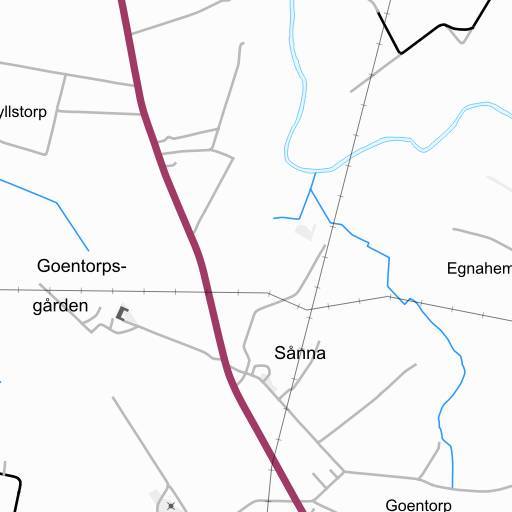 yllstorp
Goentorps-
gården
Egnahem
Sånna
Goentorp